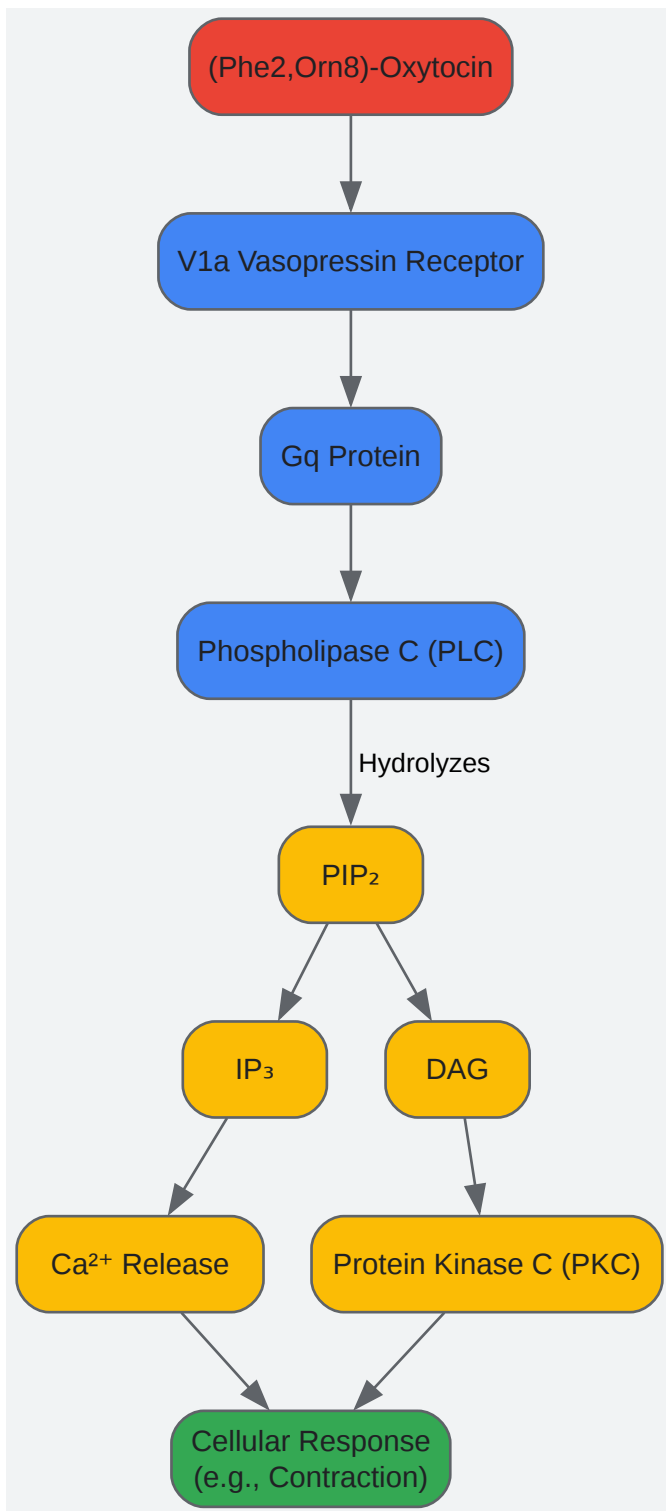 (Phe2,Orn8)-Oxytocin
V1a Vasopressin Receptor
Gq Protein
Phospholipase C (PLC)
Hydrolyzes
PIP₂
IP₃
DAG
Ca²⁺ Release
Protein Kinase C (PKC)
Cellular Response
(e.g., Contraction)